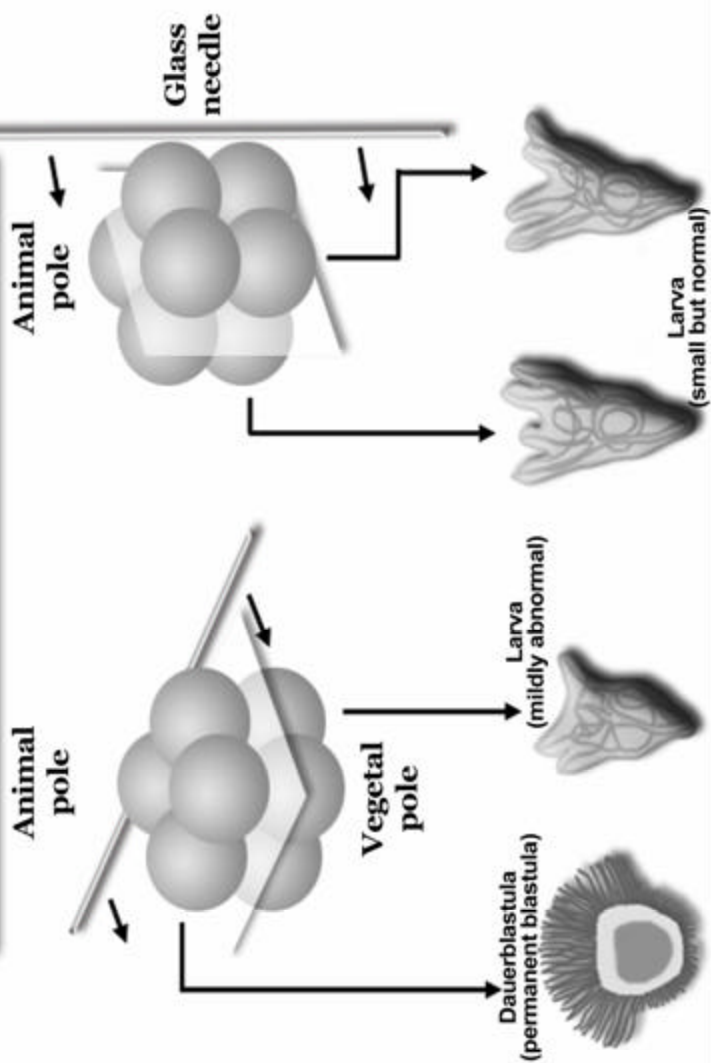 Animal
pole
Vegetal
pole
Dauerblastula
(permanent blastula)
Larva
(mildly abnormal)
Animal
pole
Glass
needle
Larva
(small but normal)